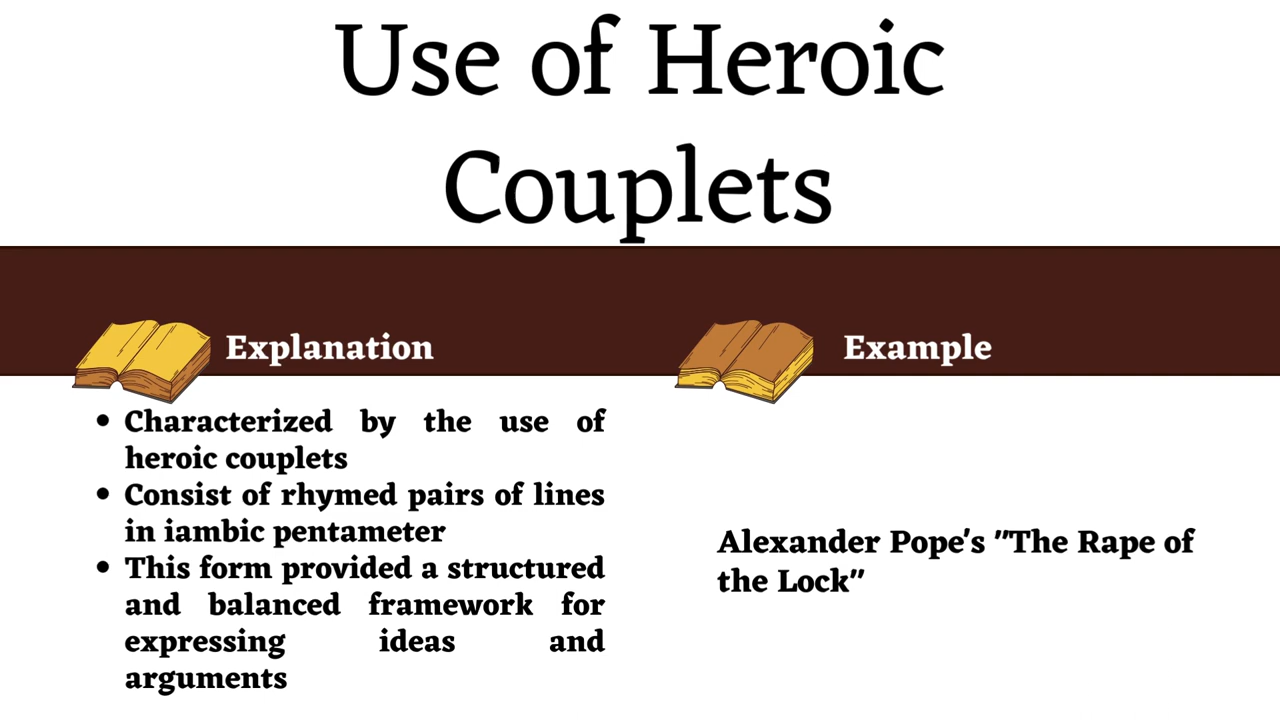 Use of Heroic
Couplets
Explanation
• Characterized by the use of
heroic couplets
• Consist of rhymed pairs of lines
in iambic pentameter
• This form provided a structured
and balanced framework for
expressing ideas and
arguments
Example
Alexander Pope's "The Rape of
the Lock"